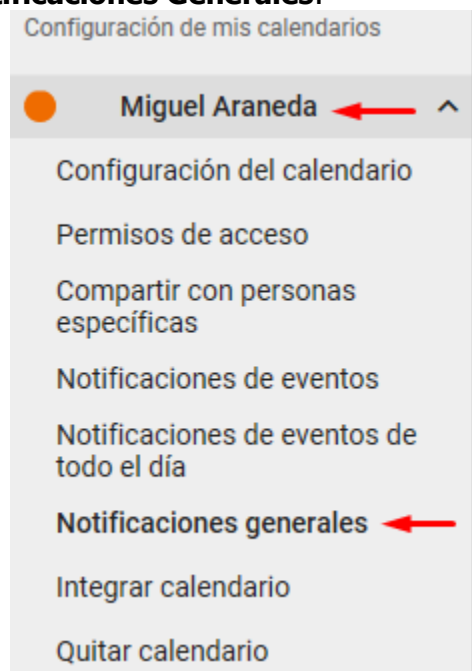 Generales.
Configuración de mis calendarios
Miguel Araneda
Configuración del calendario
Permisos de acceso
Compartir con personas
específicas
Notificaciones de eventos
Notificaciones de eventos de
todo el día
Notificaciones generales
Integrar calendario
Quitar calendario